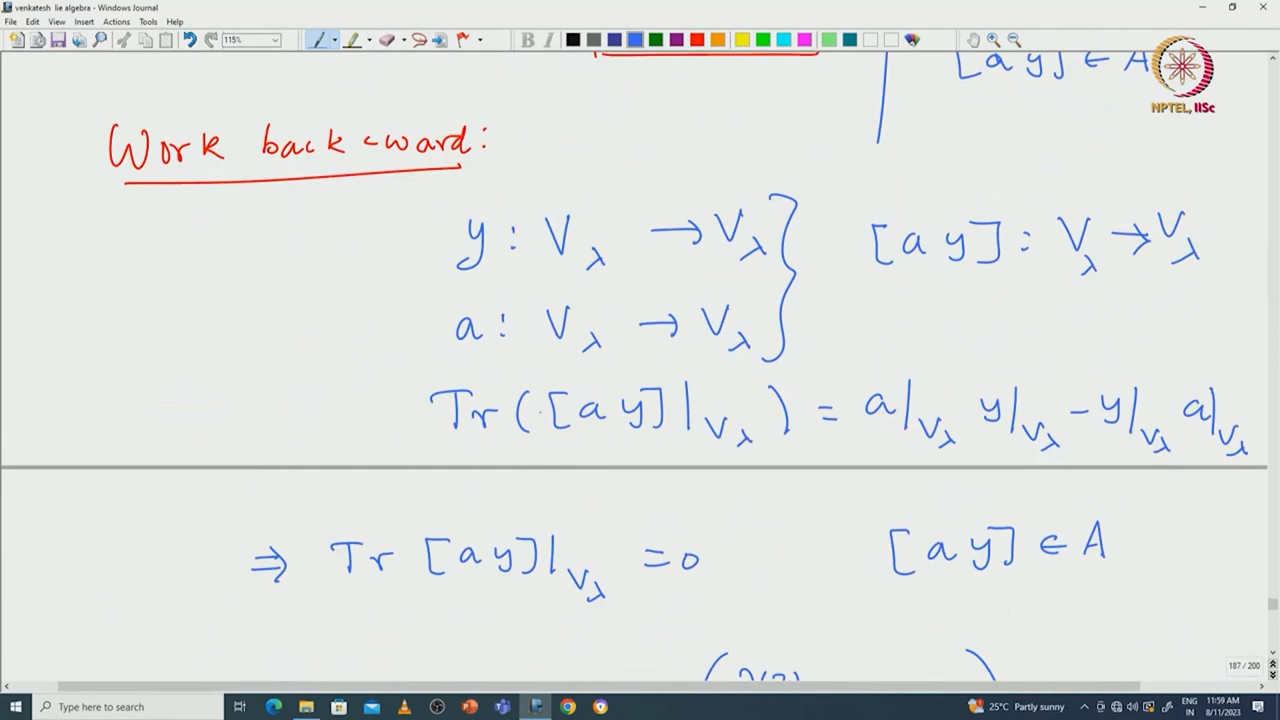 venkatesh lie algebra - Windows Journal
File Edit View Insert Actions Tools Help
115%
[a y] ∈ A
NPTEL, IISc
Work back-ward:
y : V_λ → V_λ
[a y] : V_λ → V_λ
a : V_λ → V_λ
Tr([a y]|_{V_λ}) = a|_{V_λ} y|_{V_λ} - y|_{V_λ} a|_{V_λ}
⇒ Tr [a y]|_{V_λ} = 0 [a y] ∈ A
187 / 200
Type here to search
25°C Partly sunny
ENG
IN
11:59 AM
8/11/2023